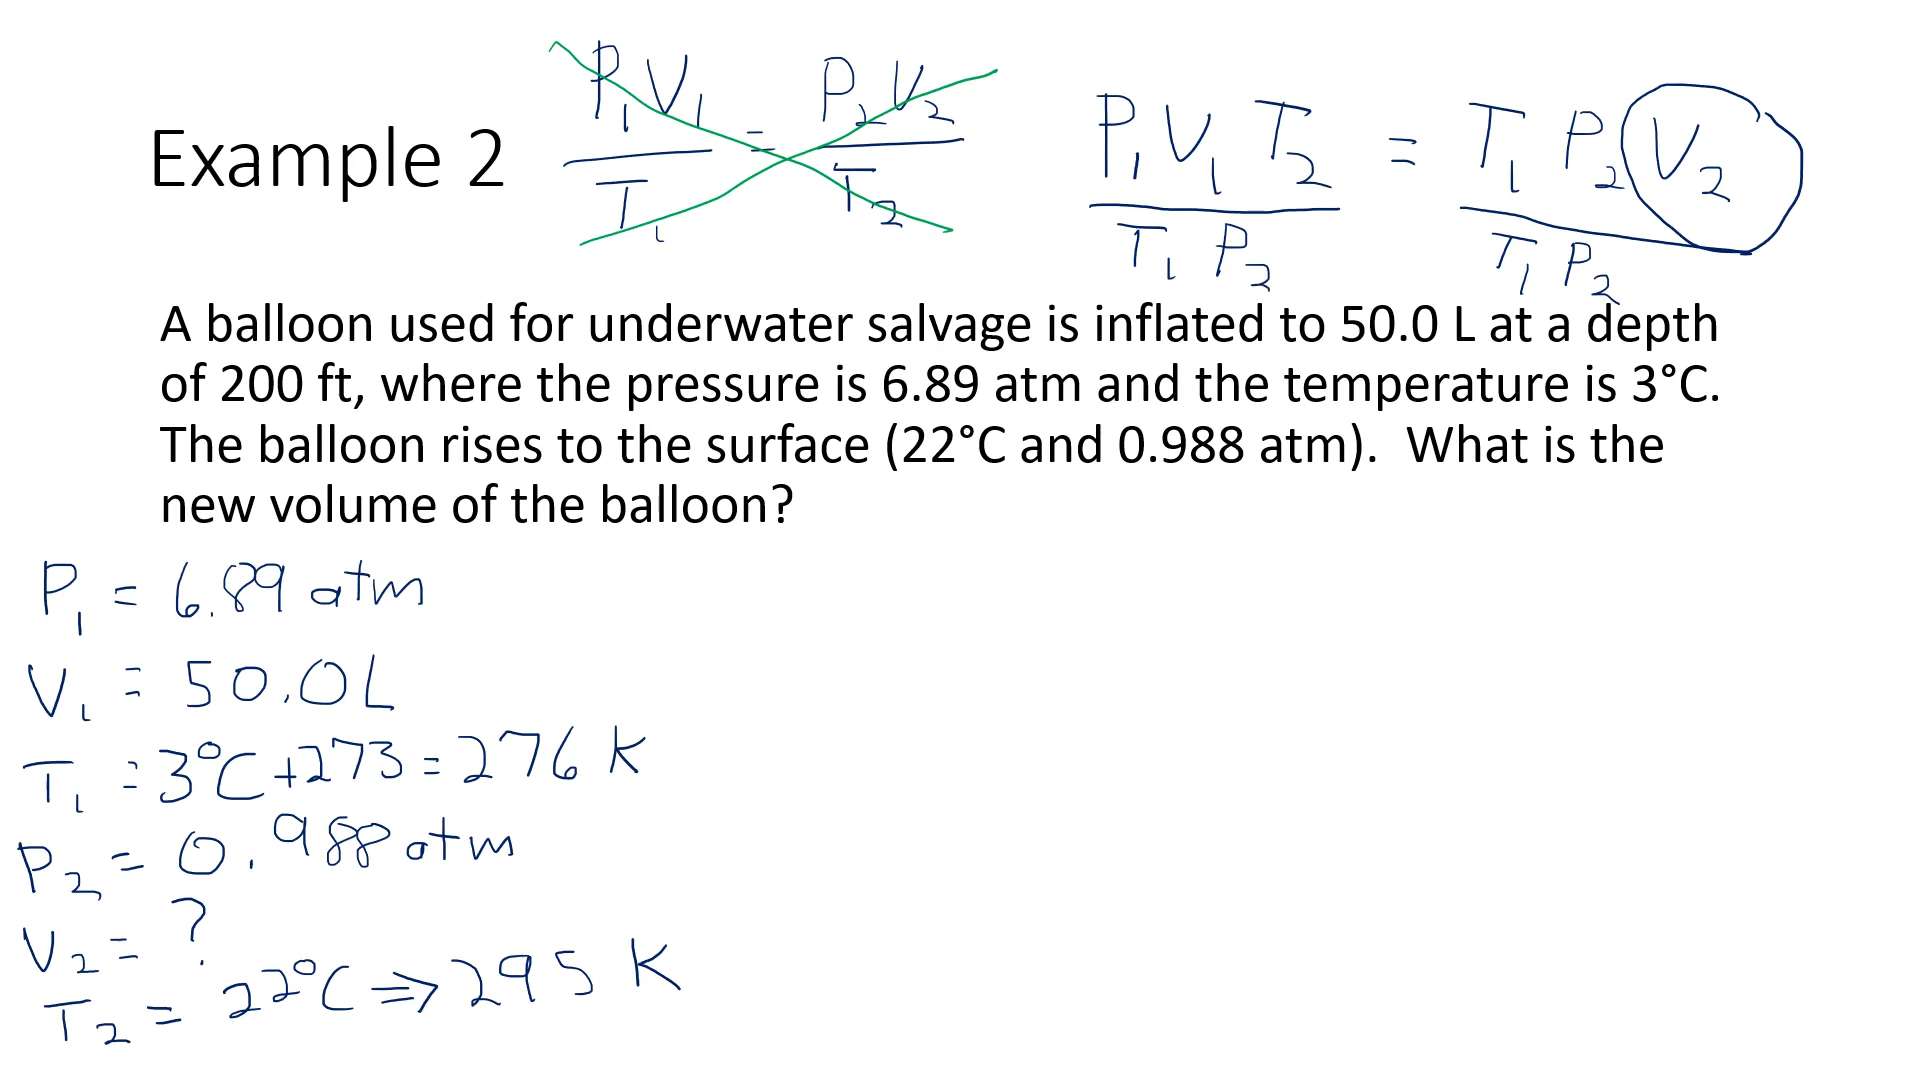 Example 2
P₁V₁ / T₁ = P₂V₂ / T₂
P₁V₁T₂ / T₁P₂ = T₁P₂V₂ / T₁P₂
A balloon used for underwater salvage is inflated to 50.0 L at a depth
of 200 ft, where the pressure is 6.89 atm and the temperature is 3°C.
The balloon rises to the surface (22°C and 0.988 atm).  What is the
new volume of the balloon?
P₁ = 6.89 atm
V₁ = 50.0 L
T₁ = 3°C + 273 = 276 K
P₂ = 0.988 atm
V₂ = ?
T₂ = 22°C ⇒ 295 K